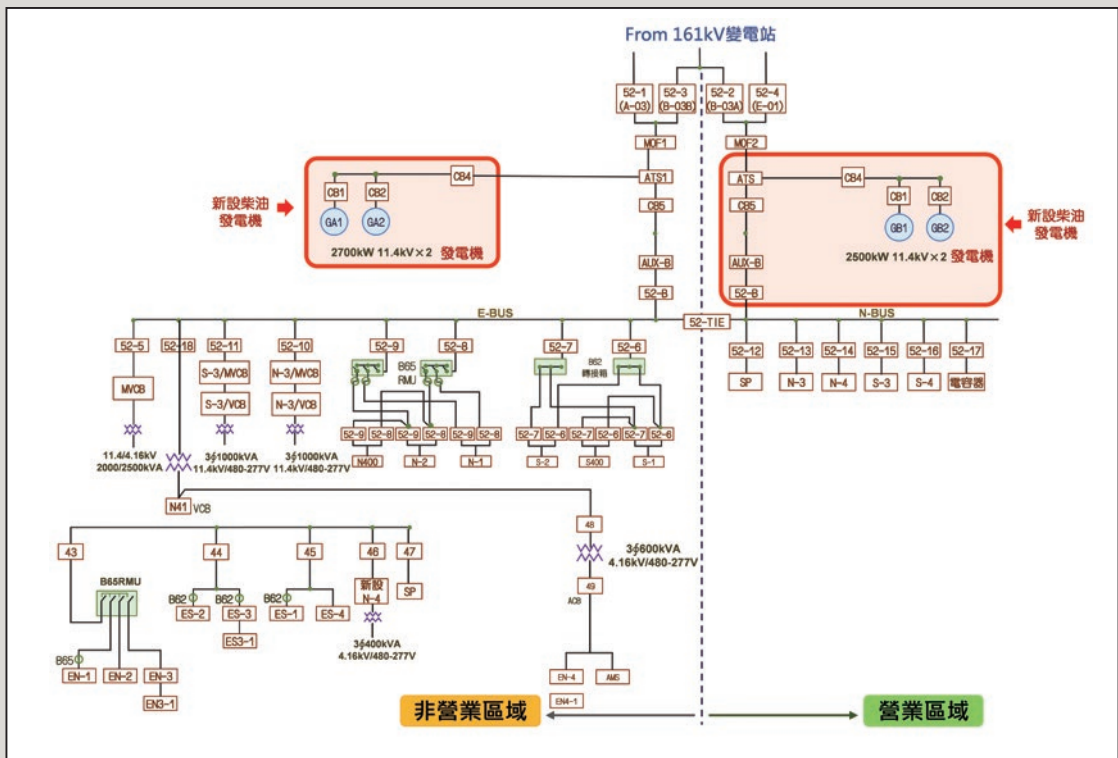 From 161kV變電站
52-1 (A-03)
52-3 (B-03B)
52-2 (B-03A)
52-4 (E-01)
MOF1
MOF2
新設柴油
發電機
CB1
CB2
CB4
GA1
GA2
2700kW 11.4kV×2 發電機
ATS1
CB5
AUX-B
52-B
ATS
CB4
CB5
CB1
CB2
GB1
GB2
2500kW 11.4kV×2 發電機
AUX-B
52-B
新設柴油
發電機
E-BUS
52-TIE
N-BUS
52-5
52-18
52-11
52-10
52-9
52-8
52-7
52-6
52-12
52-13
52-14
52-15
52-16
52-17
MVCB
S-3/MVCB
N-3/MVCB
B65
RMU
B62
轉接箱
SP
N-3
N-4
S-3
S-4
電容器
S-3/VCB
N-3/VCB
11.4/4.16kV
2000/2500kVA
3∮1000kVA
11.4kV/480-277V
3∮1000kVA
11.4kV/480-277V
52-9
52-8
52-9
52-8
52-9
52-8
52-7
52-6
52-7
52-6
52-7
52-6
N400
N-2
N-1
S-2
S400
S-1
N41
VCB
43
44
45
46
47
48
B65RMU
B62
B62
B62
新設
N-4
SP
3∮600kVA
4.16kV/480-277V
ES-2
ES-3
ES-1
ES-4
ES3-1
49
ACB
3∮400kVA
4.16kV/480-277V
B65
EN-1
EN-2
EN-3
EN3-1
EN-4
AMS
EN4-1
非營業區域
營業區域